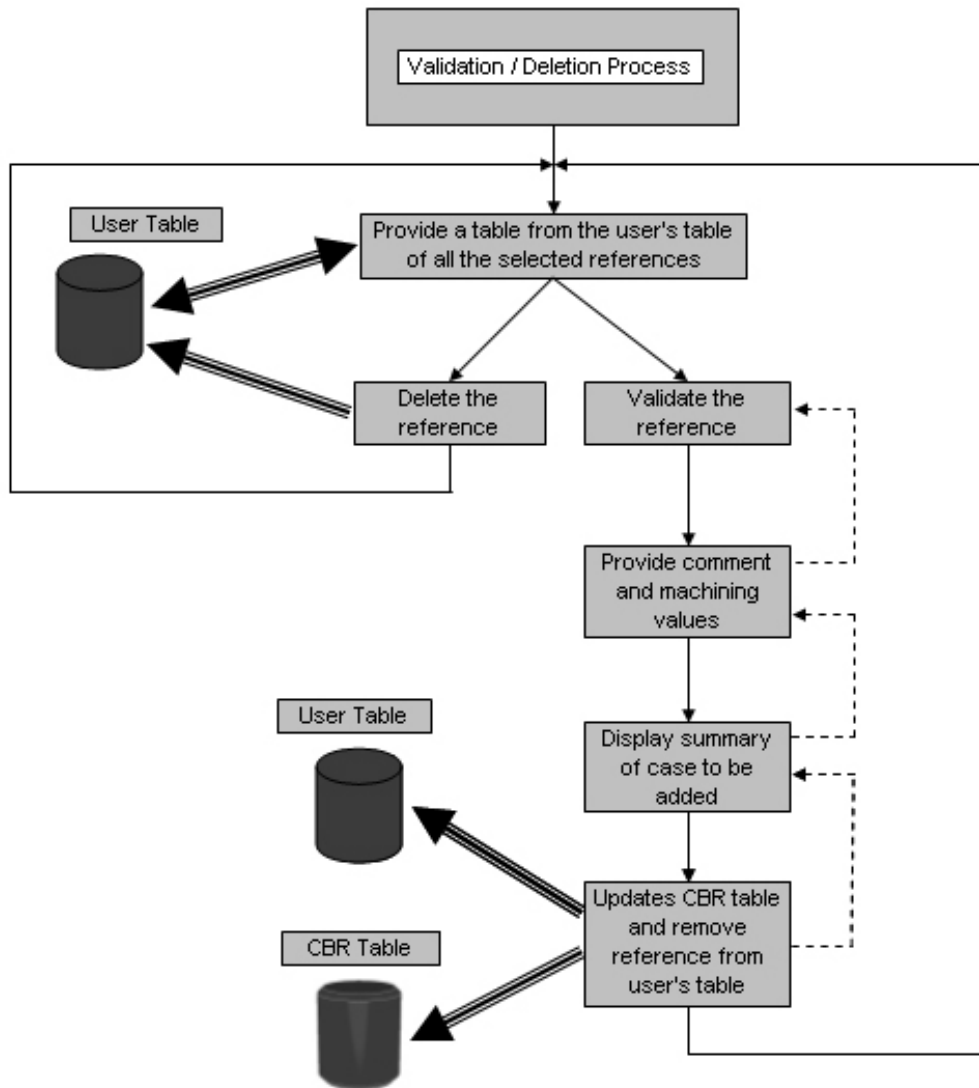 Validation / Deletion Process
User Table
Provide a table from the user's table
of all the selected references
Delete the
reference
Validate the
reference
Provide comment
and machining
values
User Table
Display summary
of case to be
added
Updates CBR table
and remove
reference from
user's table
CBR Table